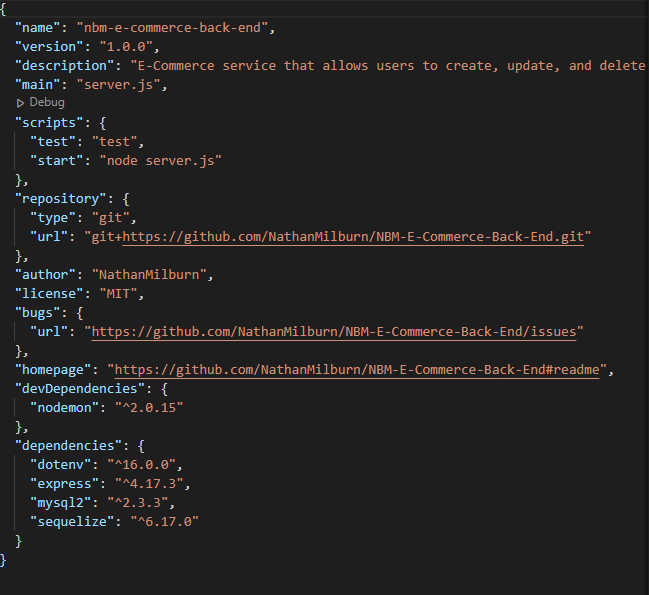 {
"name": "nbm-e-commerce-back-end",
"version": "1.0.0",
"description": "E-Commerce service that allows users to create, update, and delete
"main": "server.js",
Debug
"scripts": {
"test": "test",
"start": "node server.js"
},
"repository": {
"type": "git",
"url": "git+https://github.com/NathanMilburn/NBM-E-Commerce-Back-End.git"
},
"author": "NathanMilburn",
"license": "MIT",
"bugs": {
"url": "https://github.com/NathanMilburn/NBM-E-Commerce-Back-End/issues"
},
"homepage": "https://github.com/NathanMilburn/NBM-E-Commerce-Back-End#readme",
"devDependencies": {
"nodemon": "^2.0.15"
},
"dependencies": {
"dotenv": "^16.0.0",
"express": "^4.17.3",
"mysql2": "^2.3.3",
"sequelize": "^6.17.0"
}
}